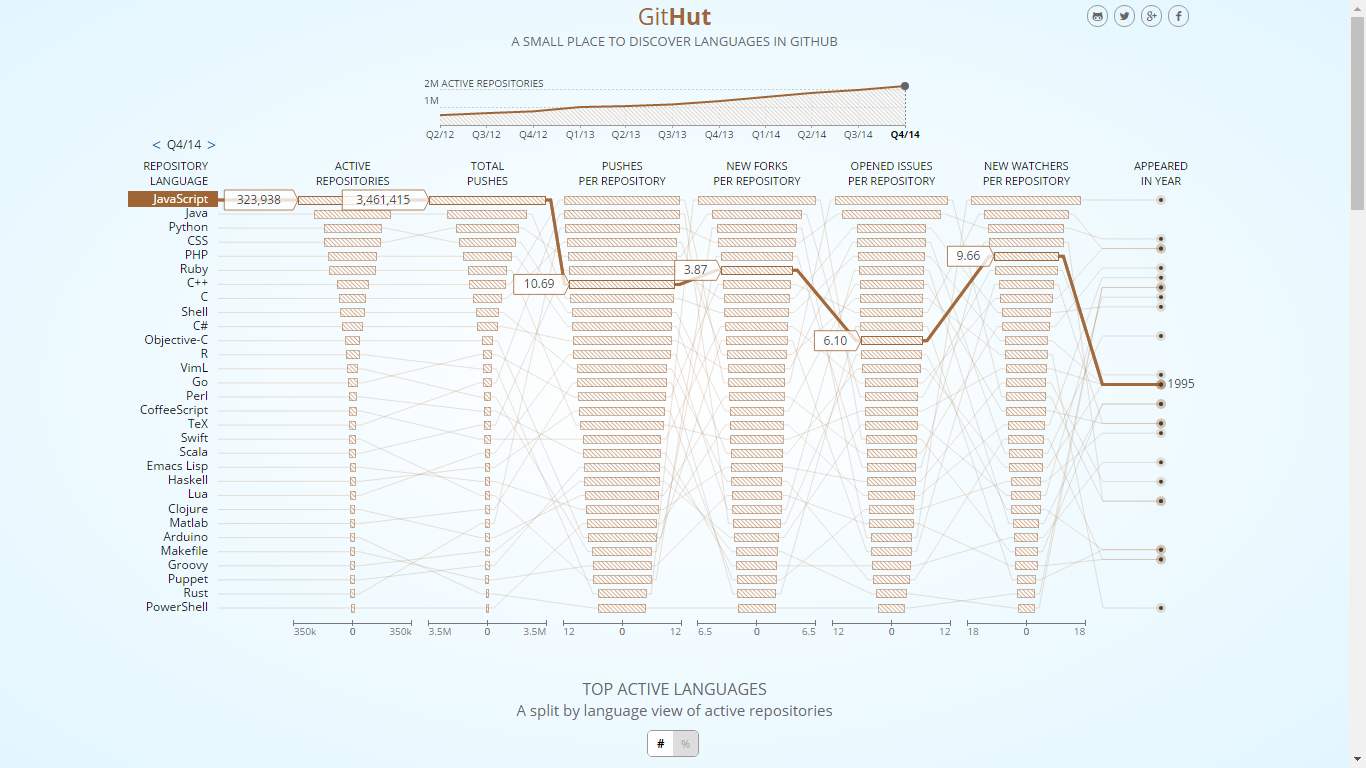 GitHut
A SMALL PLACE TO DISCOVER LANGUAGES IN GITHUB
2M ACTIVE REPOSITORIES
1M
Q2/12 Q3/12 Q4/12 Q1/13 Q2/13 Q3/13 Q4/13 Q1/14 Q2/14 Q3/14 Q4/14
< Q4/14 >
REPOSITORY LANGUAGE
ACTIVE REPOSITORIES
TOTAL PUSHES
PUSHES PER REPOSITORY
NEW FORKS PER REPOSITORY
OPENED ISSUES PER REPOSITORY
NEW WATCHERS PER REPOSITORY
APPEARED IN YEAR
JavaScript 323,938 3,461,415
Java
Python
CSS
PHP 9.66
Ruby 3.87
C++ 10.69
C
Shell
C#
Objective-C 6.10
R
VimL
Go 1995
Perl
CoffeeScript
TeX
Swift
Scala
Emacs Lisp
Haskell
Lua
Clojure
Matlab
Arduino
Makefile
Groovy
Puppet
Rust
PowerShell
350k 0 350k 3.5M 0 3.5M 12 0 12 6.5 0 6.5 12 0 12 18 0 18
TOP ACTIVE LANGUAGES
A split by language view of active repositories
# %